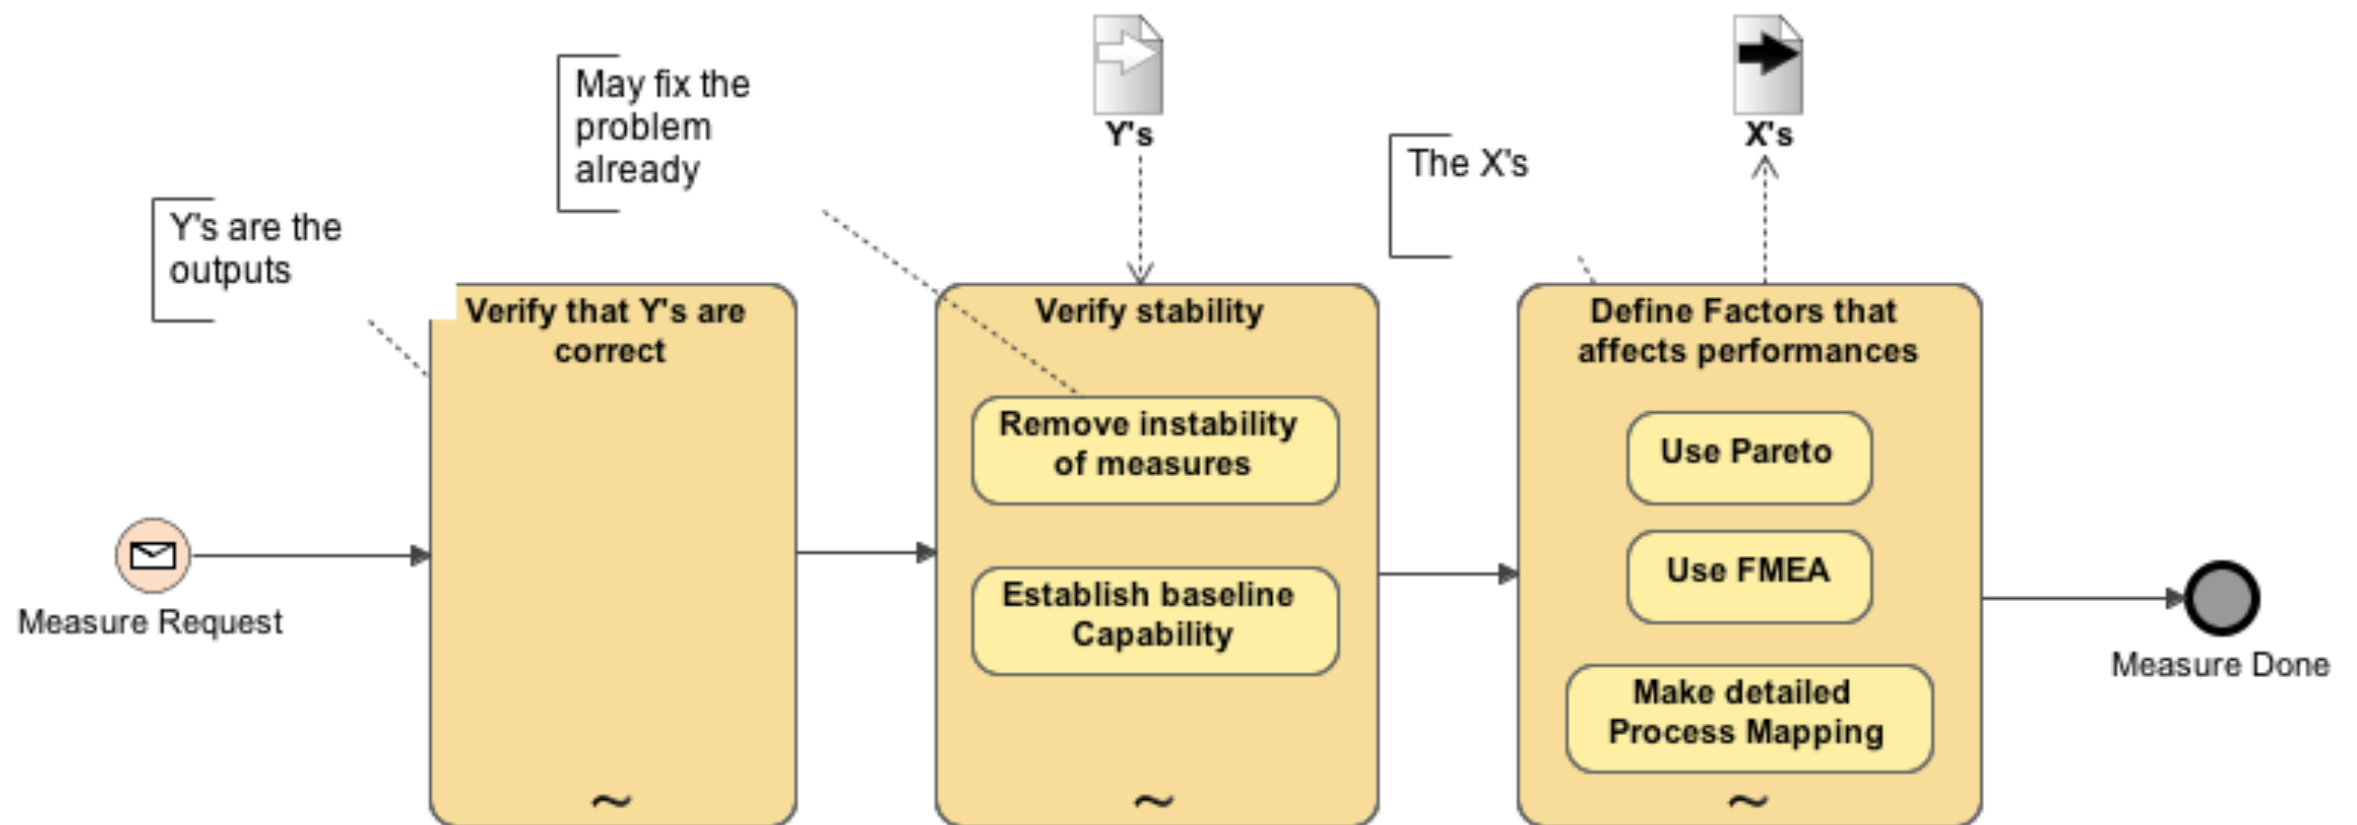 May fix the
problem
already
Y's
X's
The X's
Y's are the
outputs
Verify that Y's are
correct
Verify stability
Define Factors that
affects performances
Remove instability
of measures
Use Pareto
Use FMEA
Establish baseline
Capability
Make detailed
Process Mapping
Measure Request
Measure Done
~
~
~